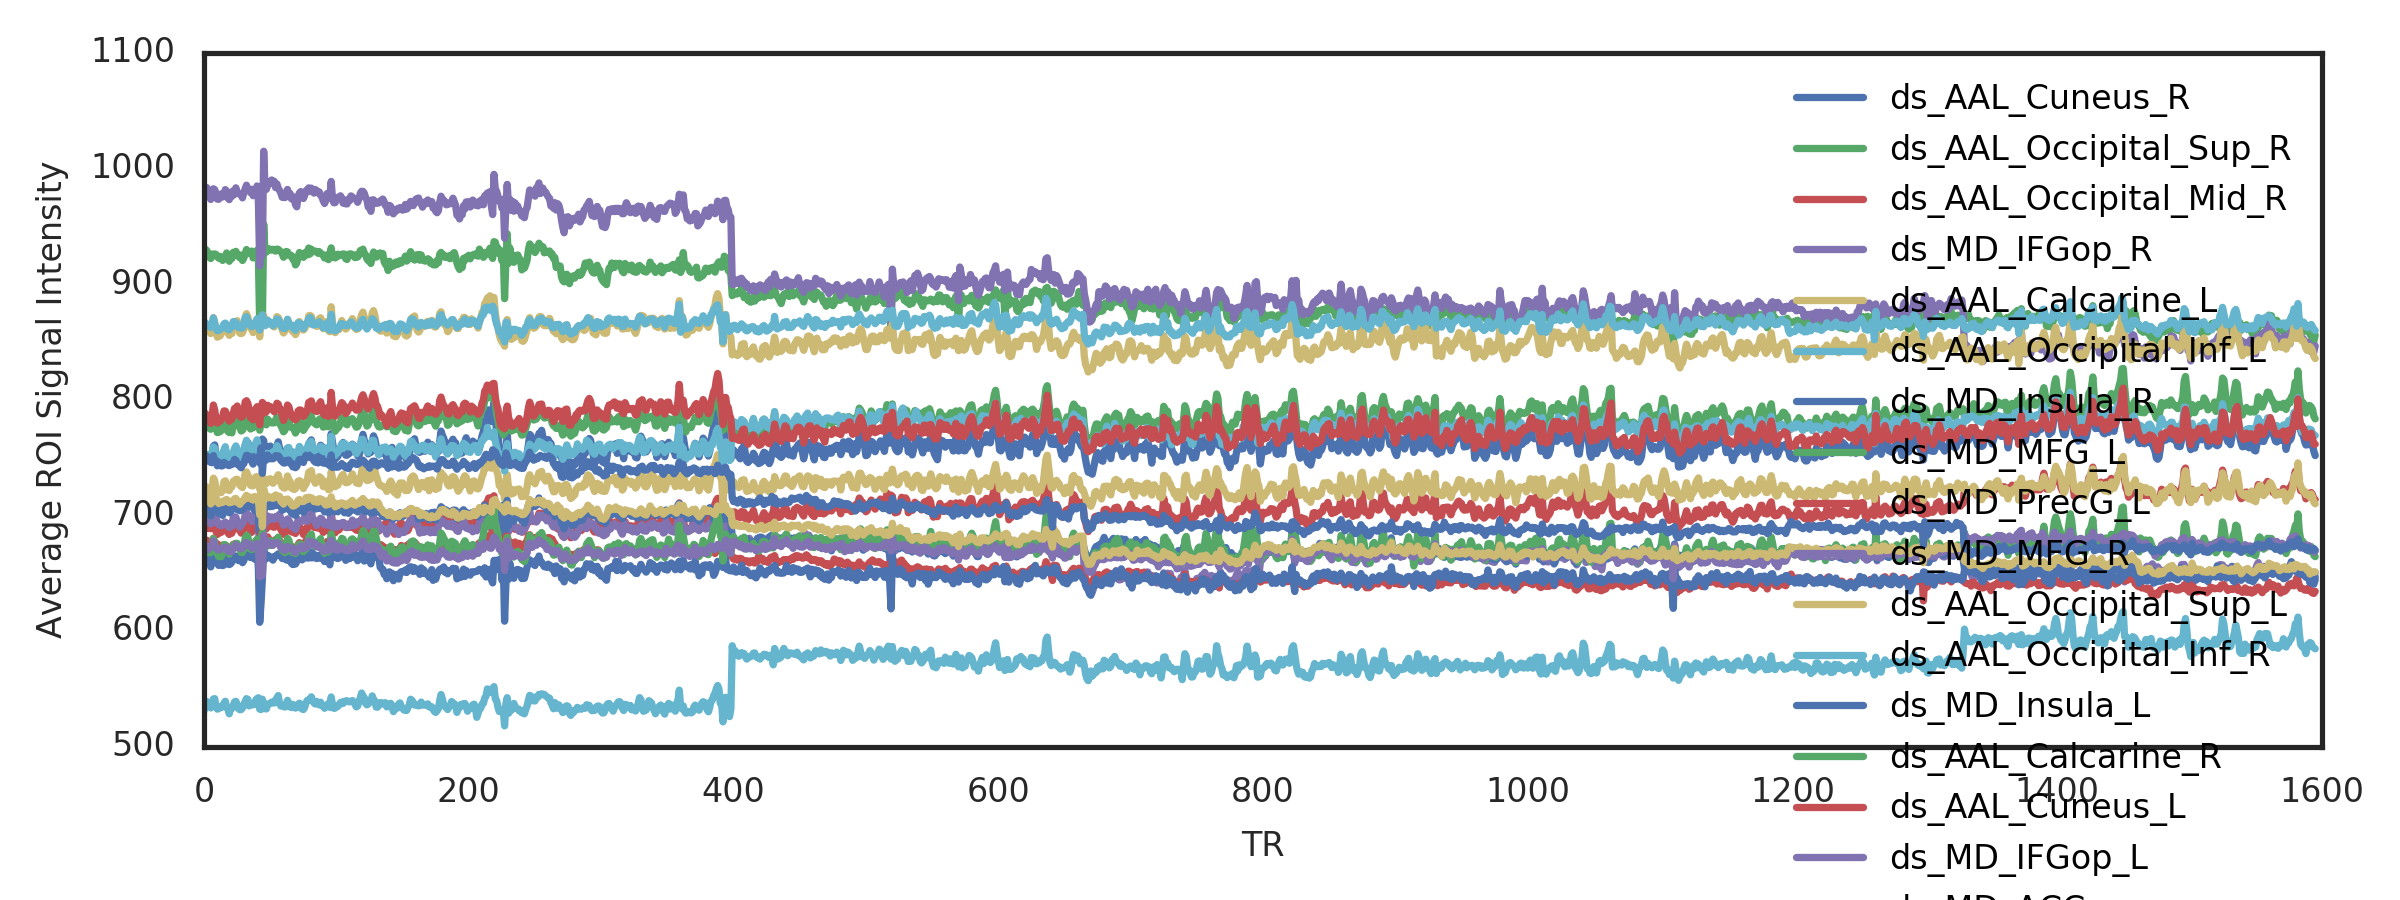 1100
1000
900
800
700
600
500
Average ROI Signal Intensity
0 200 400 600 800 1000 1200 1400 1600
TR
ds_AAL_Cuneus_R
ds_AAL_Occipital_Sup_R
ds_AAL_Occipital_Mid_R
ds_MD_IFGop_R
ds_AAL_Calcarine_L
ds_AAL_Occipital_Inf_L
ds_MD_Insula_R
ds_MD_MFG_L
ds_MD_PrecG_L
ds_MD_MFG_R
ds_AAL_Occipital_Sup_L
ds_AAL_Occipital_Inf_R
ds_MD_Insula_L
ds_AAL_Calcarine_R
ds_AAL_Cuneus_L
ds_MD_IFGop_L